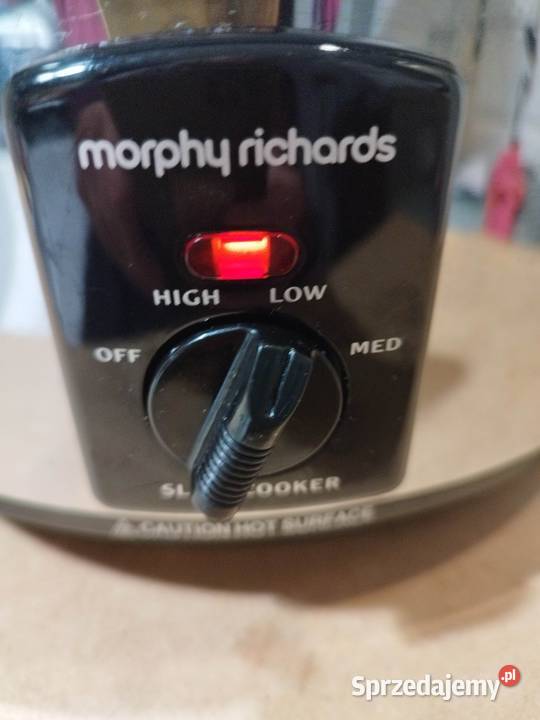 morphy richards
HIGH LOW
OFF MED
COOKER
CAUTION HOT SURFACE
Sprzedajemy.pl